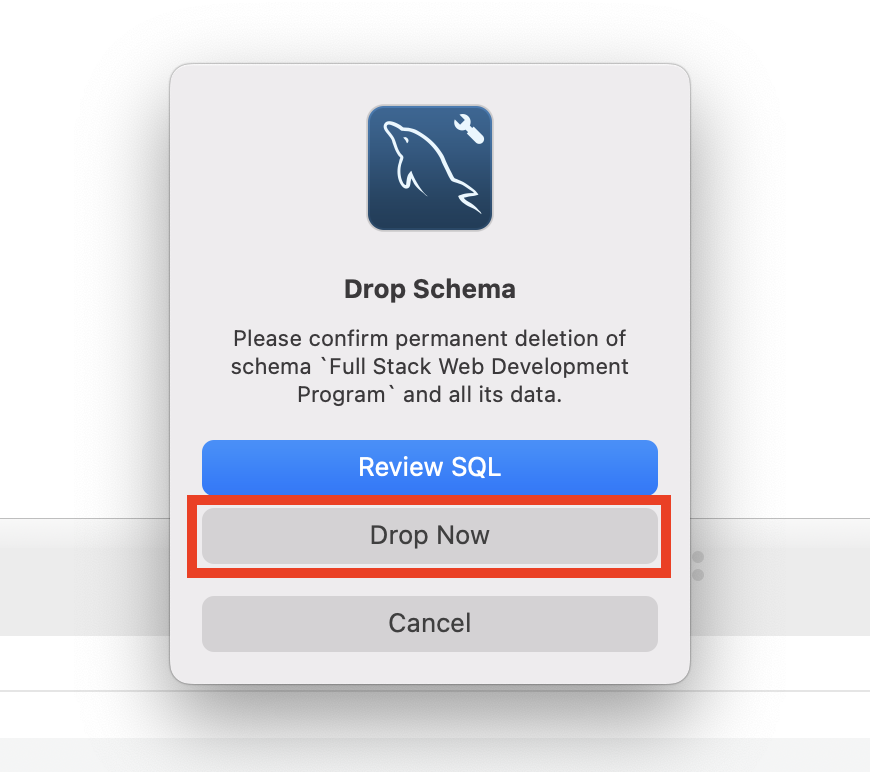 Drop Schema
Please confirm permanent deletion of
schema `Full Stack Web Development
Program` and all its data.
Review SQL
Drop Now
Cancel